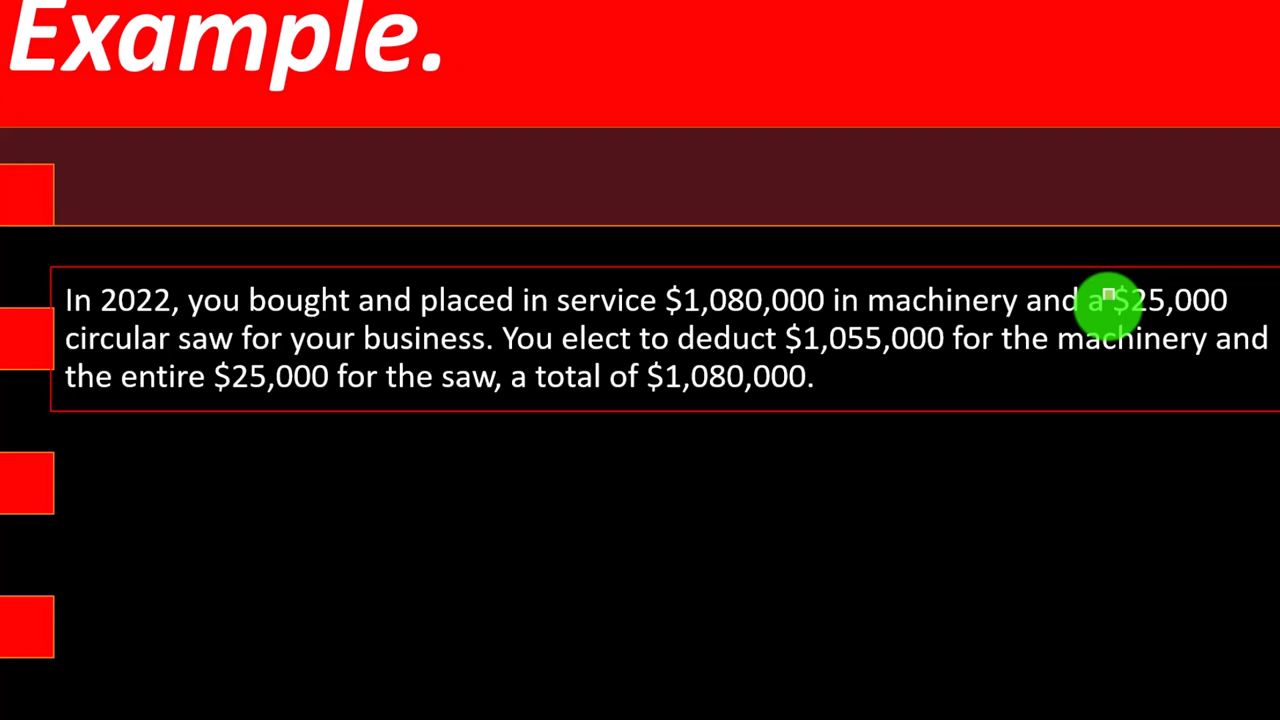 Example.
In 2022, you bought and placed in service $1,080,000 in machinery and a $25,000
circular saw for your business. You elect to deduct $1,055,000 for the machinery and
the entire $25,000 for the saw, a total of $1,080,000.